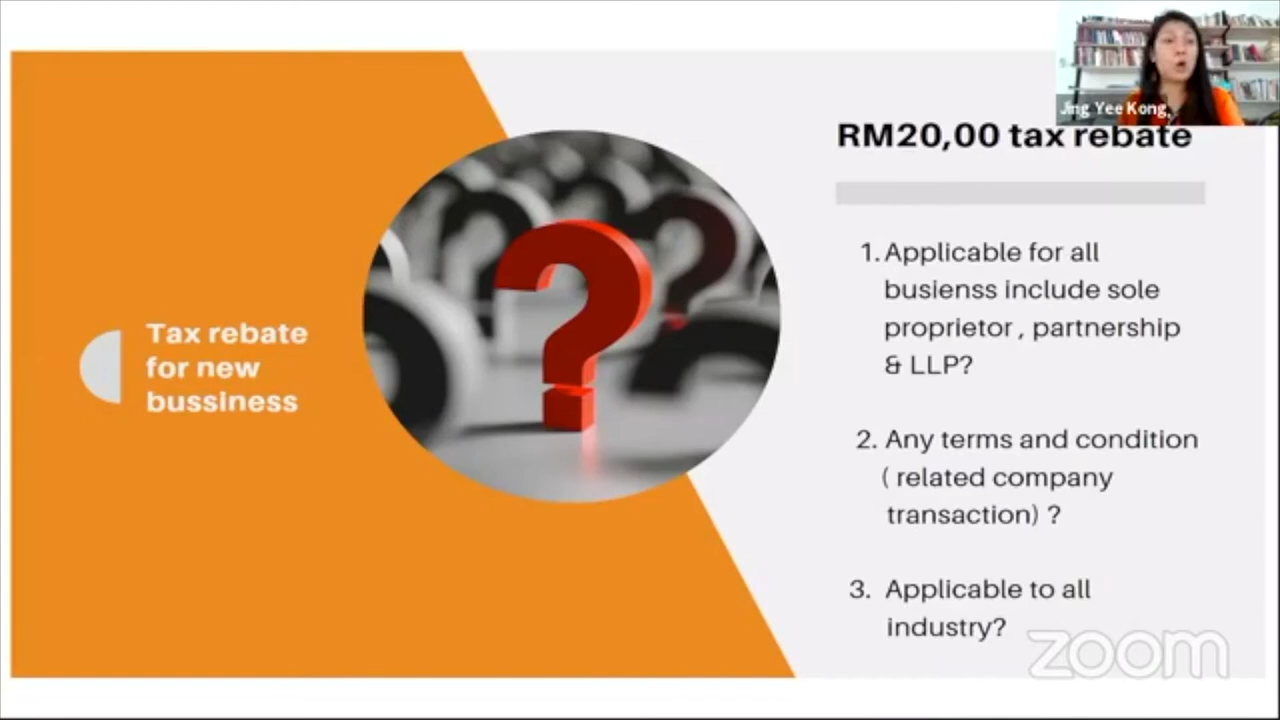 Jing Yee Kong
RM20,00 tax rebate
Tax rebate
for new
bussiness
1. Applicable for all
busienss include sole
proprietor , partnership
& LLP?
2. Any terms and condition
( related company
transaction) ?
3. Applicable to all
industry?
zoom